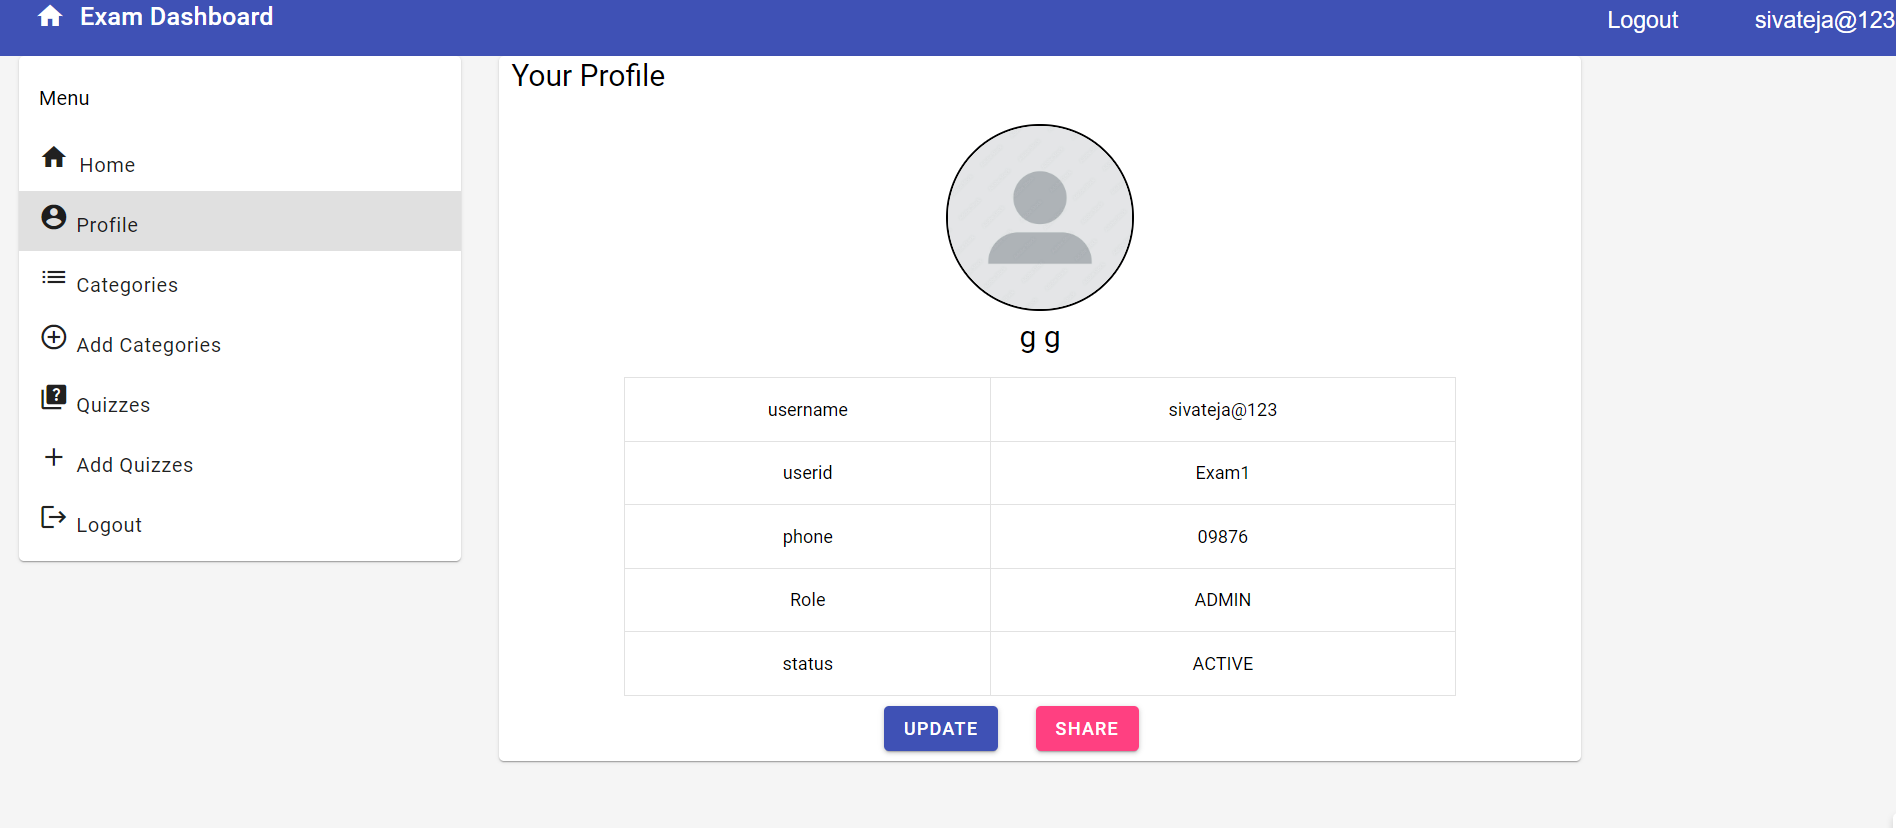 Exam Dashboard
Logout
sivateja@123
Menu
Home
Profile
Categories
Add Categories
?
Quizzes
Add Quizzes
Logout
Your Profile
g g
username sivateja@123
userid Exam1
phone 09876
Role ADMIN
status ACTIVE
UPDATE SHARE